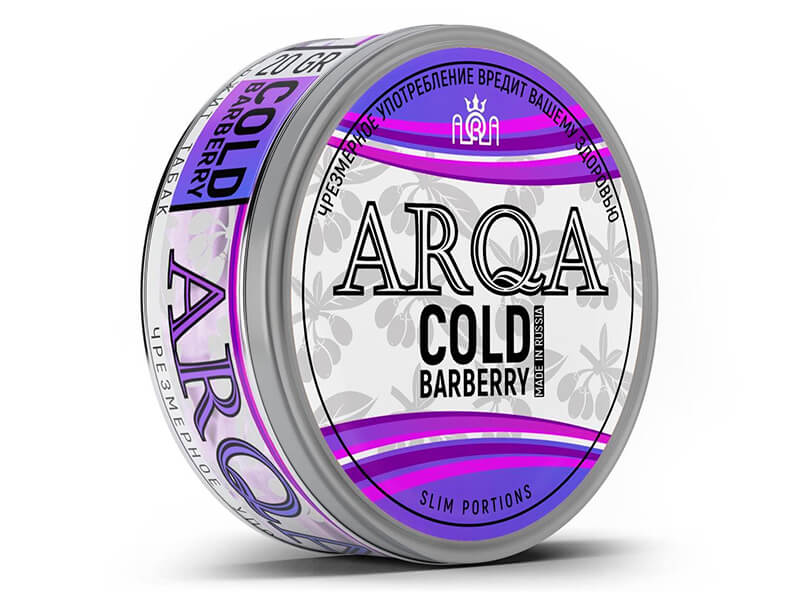 ЧРЕЗМЕРНОЕ УПОТРЕБЛЕНИЕ ВРЕДИТ ВАШЕМУ ЗДОРОВЬЮ
ARQA
ARQA
COLD
BARBERRY
MADE IN RUSSIA
SLIM PORTIONS
20 GR
COLD
BARBERRY
ТАБАК
ARQA
ЧРЕЗМЕРНОЕ